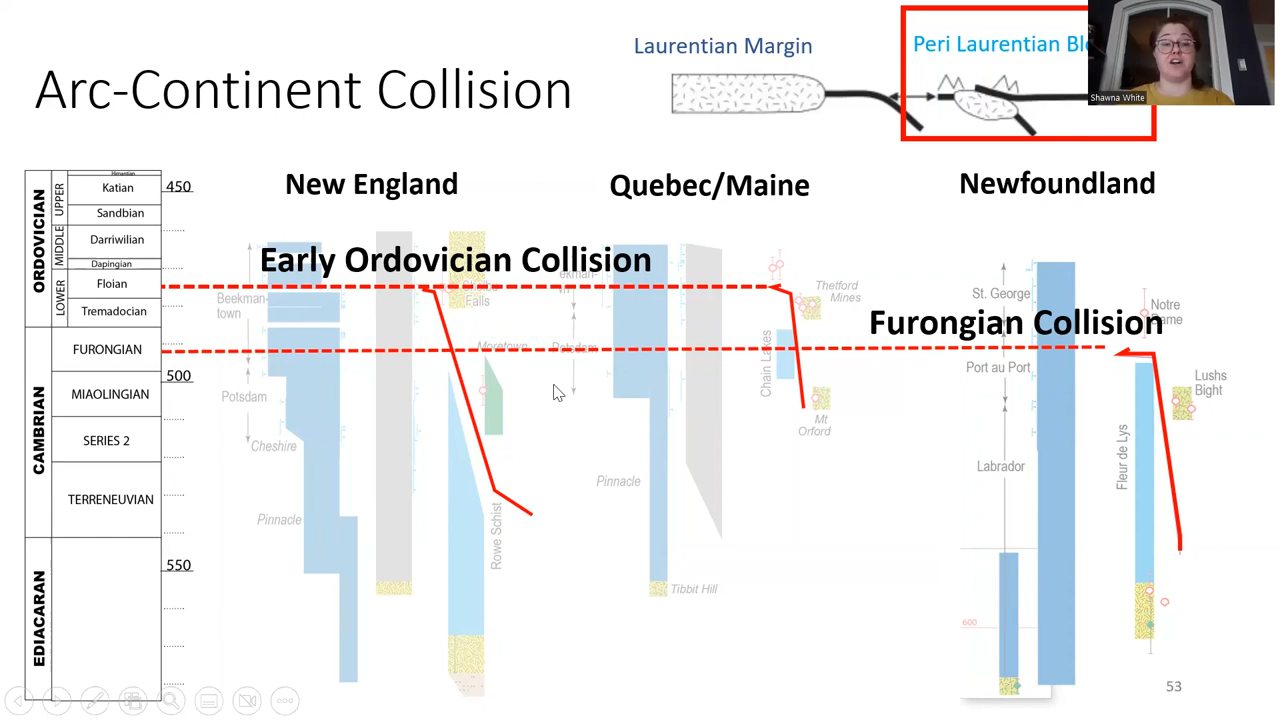 Laurentian Margin
Peri Laurentian
Shawna White
Arc-Continent Collision
New England
Quebec/Maine
Newfoundland
ORDOVICIAN
UPPER
MIDDLE
LOWER
Katian
Sandbian
Darriwilian
Dapingian
Floian
Tremadocian
CAMBRIAN
FURONGIAN
MIAOLINGIAN
SERIES 2
TERRENEUVIAN
EDIACARAN
450
500
550
Early Ordovician Collision
Furongian Collision
Beekman-
town
Potsdam
Cheshire
Pinnacle
Falls
Moretown
Rowe Schist
Potsdam
Pinnacle
Tibbit Hill
Chain Lakes
Thetford
Mines
Mt
Orford
St. George
Port au Port
Labrador
600
Fleur de Lys
Notre
Dame
Lushs
Bight
53